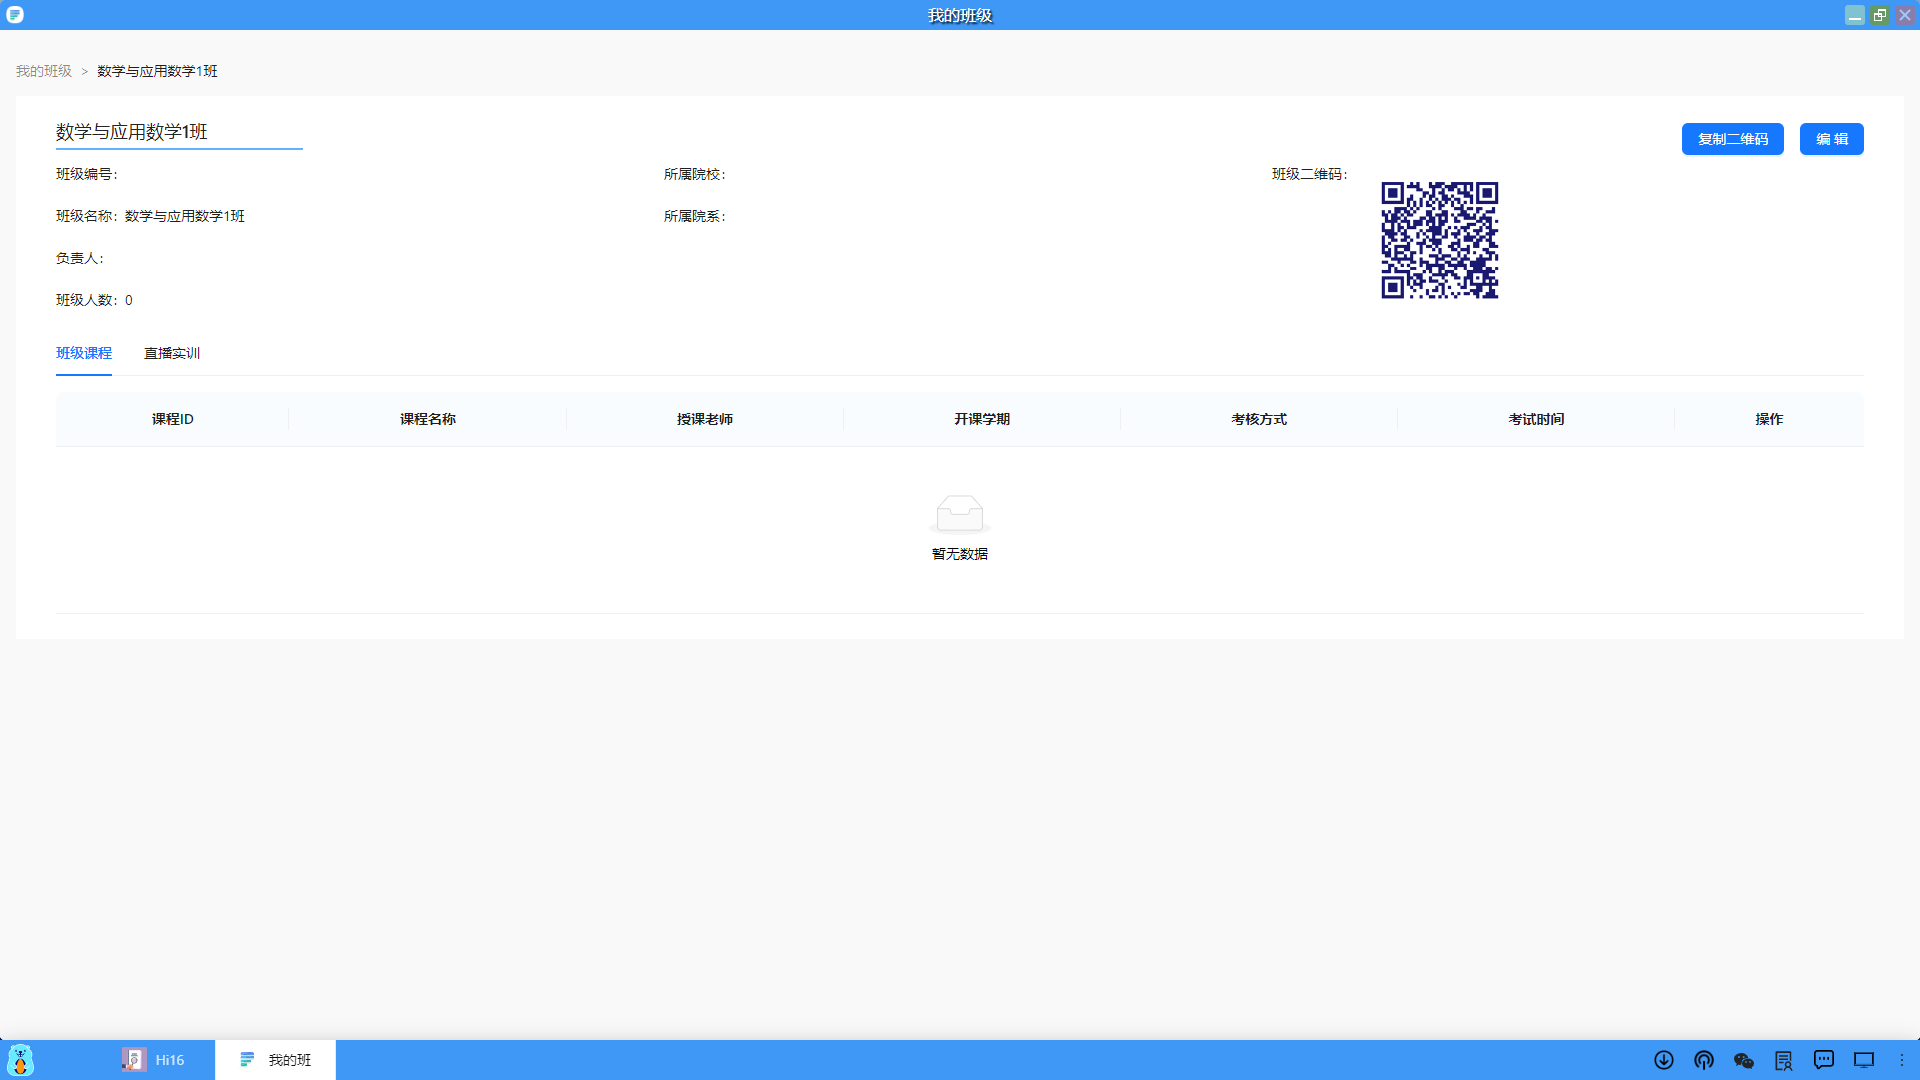 我的班级
我的班级 > 数学与应用数学1班
数学与应用数学1班
复制二维码
编 辑
班级编号：
所属院校：
班级二维码：
班级名称：数学与应用数学1班
所属院系：
负责人：
班级人数：0
班级课程
直播实训
课程ID 课程名称 授课老师 开课学期 考核方式 考试时间 操作
暂无数据
Hi16
我的班